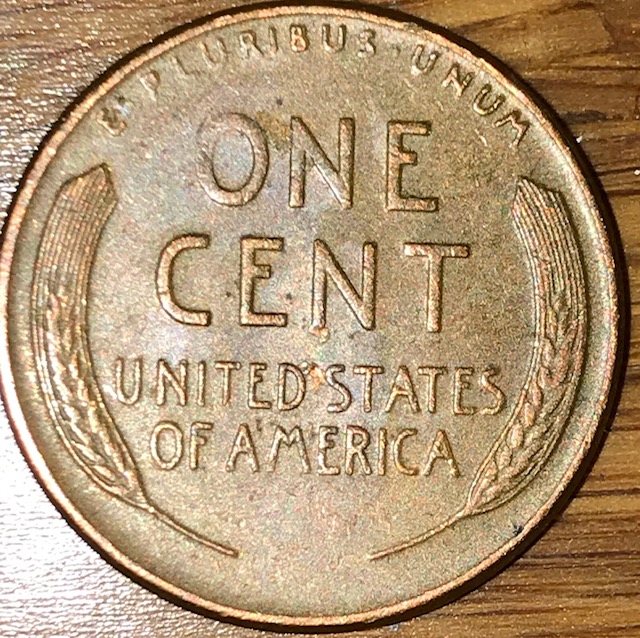 E · PLURIBUS · UNUM
ONE
CENT
UNITED STATES
OF AMERICA